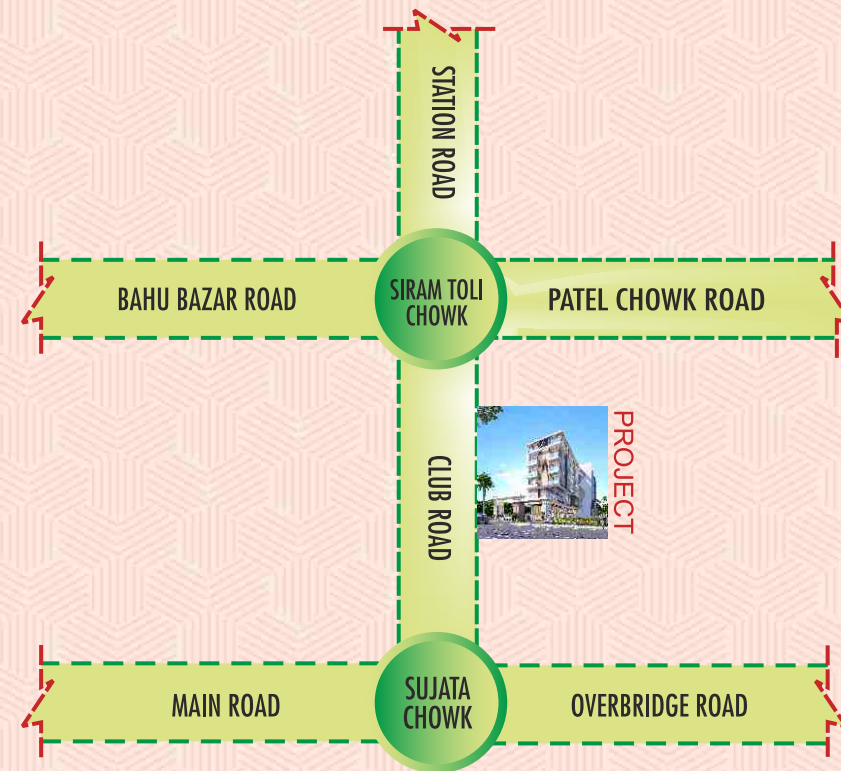 STATION ROAD
BAHU BAZAR ROAD
SIRAM TOLI
CHOWK
PATEL CHOWK ROAD
PROJECT
CLUB ROAD
MAIN ROAD
SUJATA
CHOWK
OVERBRIDGE ROAD